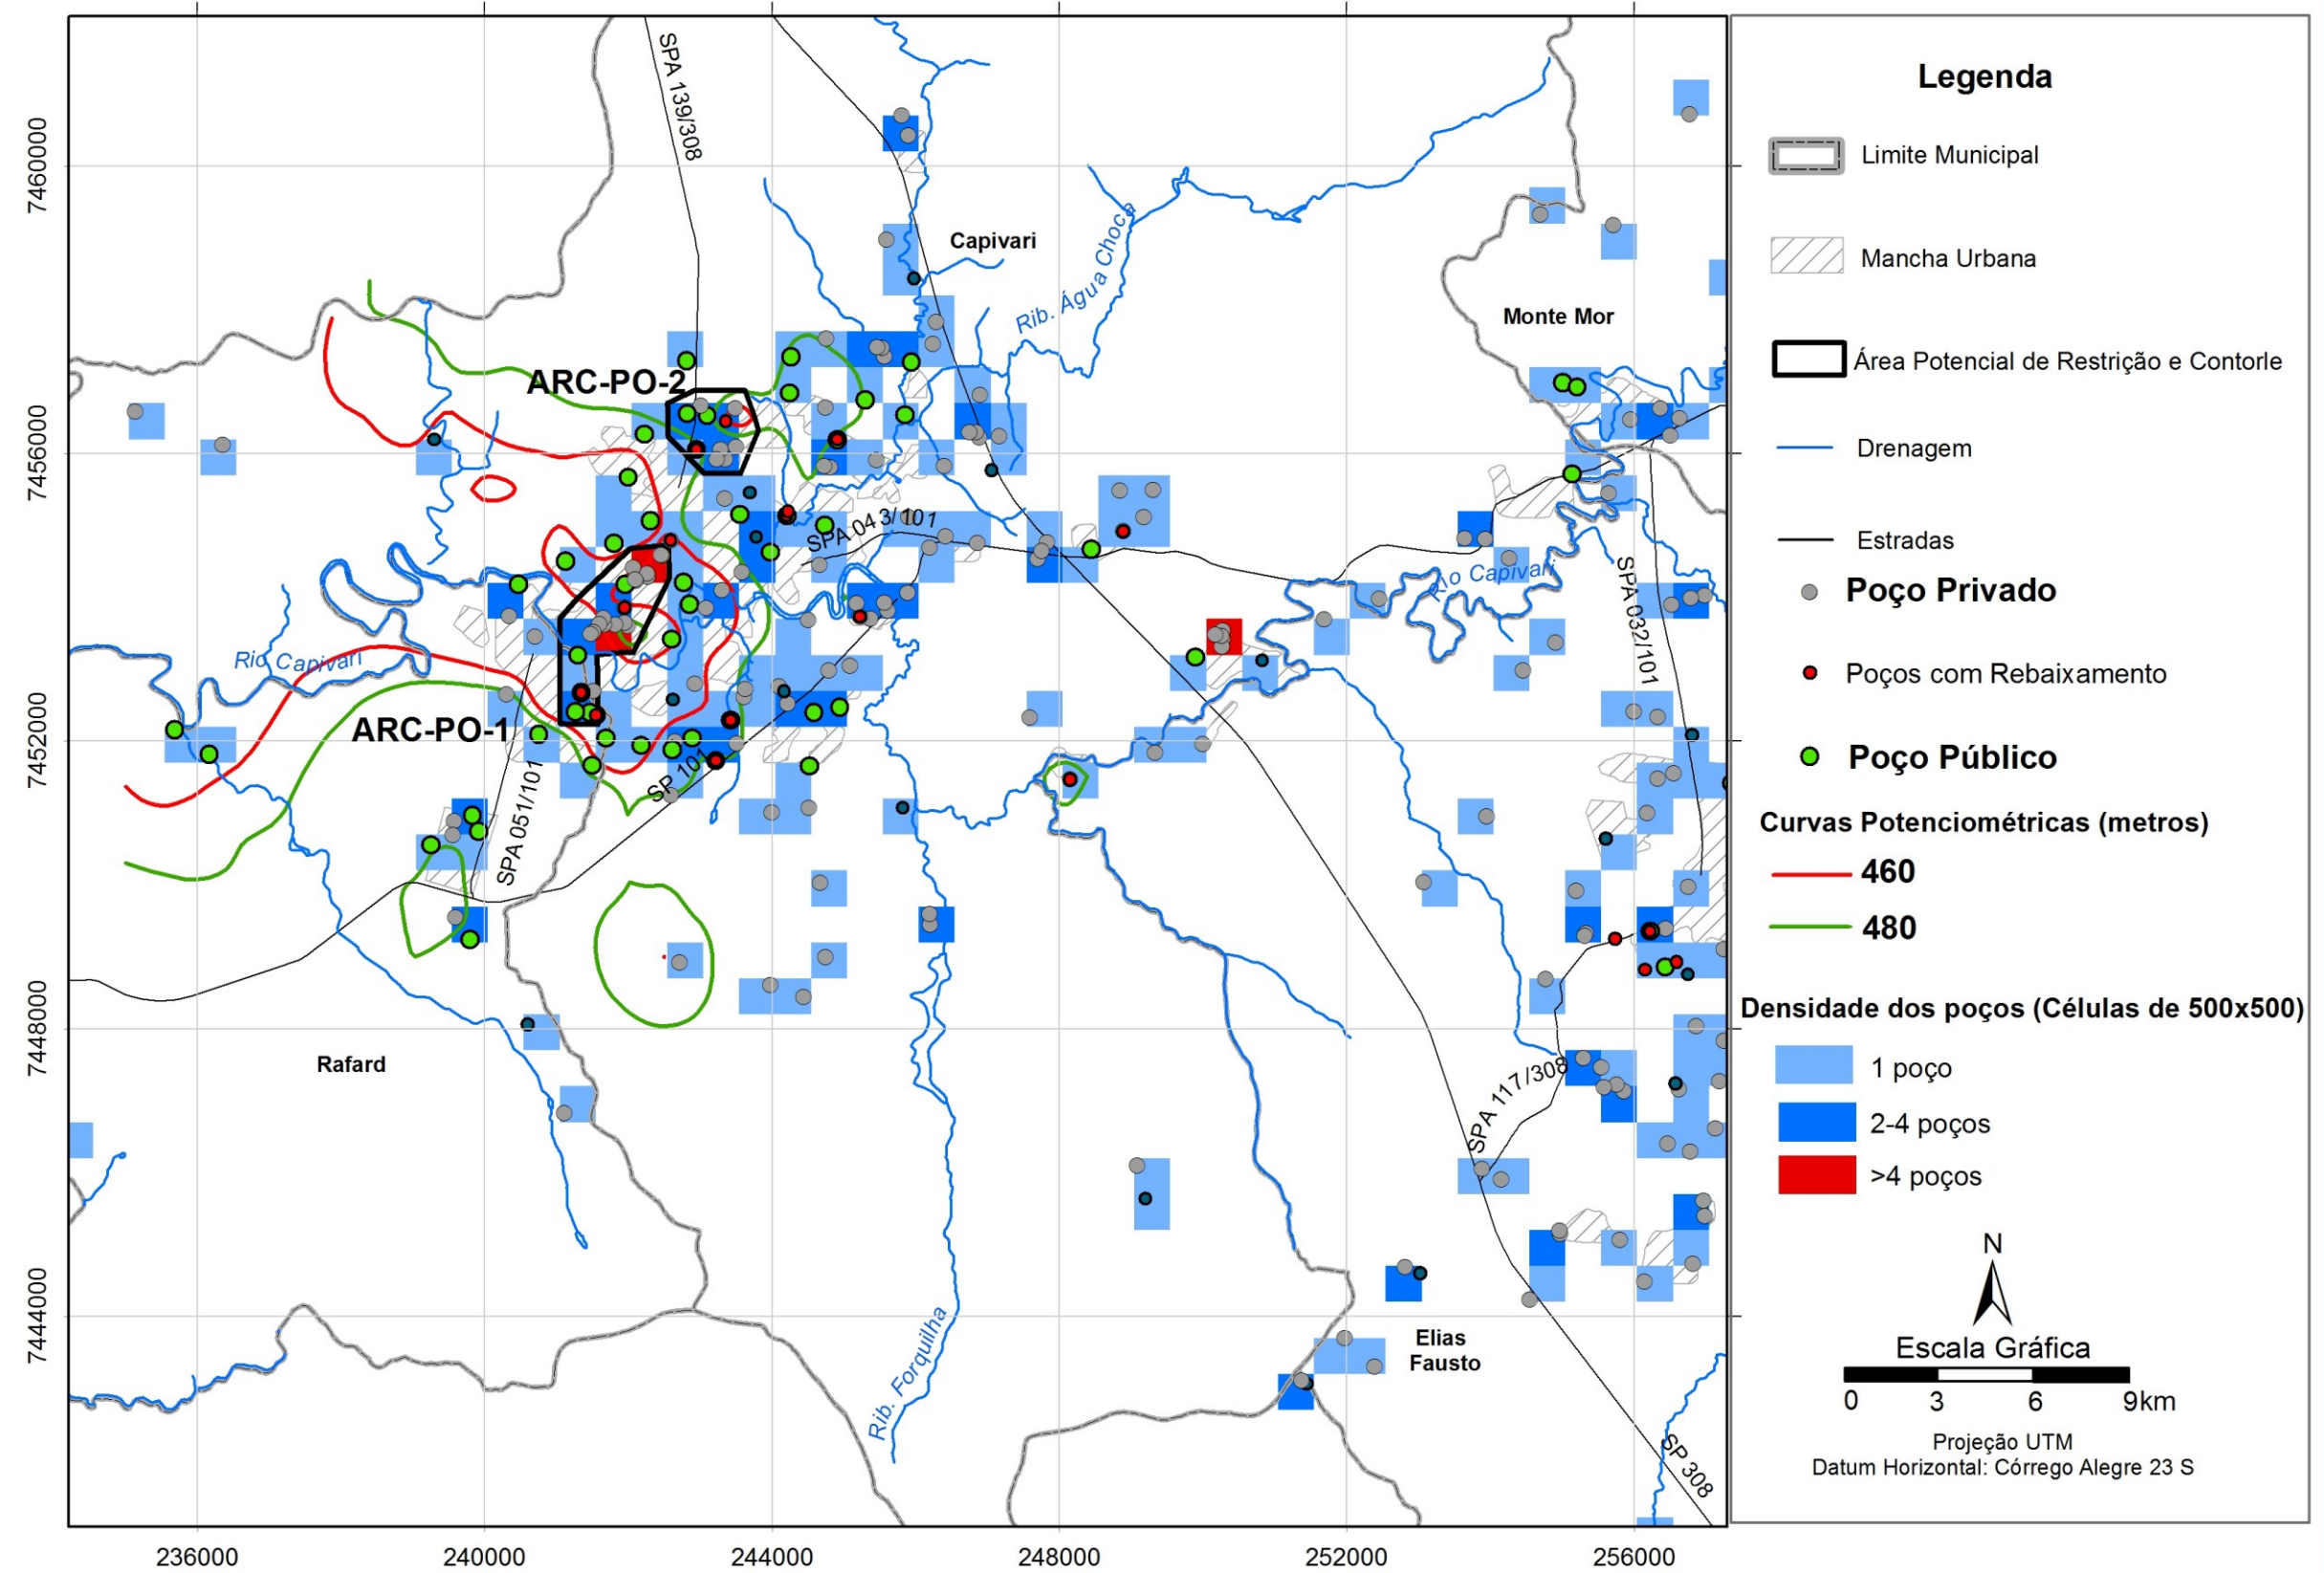 SPA 139/308
Capivari
Rib. Água Choca
Monte Mor
ARC-PO-2
SPA 043/101
Rio Capivari
SPA 032/101
Rio Capivari
ARC-PO-1
SP 101
SPA 051/101
Rafard
SPA 117/308
Rib. Forquilha
Elias
Fausto
SP 308
7460000
7456000
7452000
7448000
7444000
236000
240000
244000
248000
252000
256000
Legenda
Limite Municipal
Mancha Urbana
Área Potencial de Restrição e Contorle
Drenagem
Estradas
Poço Privado
Poços com Rebaixamento
Poço Público
Curvas Potenciométricas (metros)
460
480
Densidade dos poços (Células de 500x500)
1 poço
2-4 poços
>4 poços
N
Escala Gráfica
0 3 6 9km
Projeção UTM
Datum Horizontal: Córrego Alegre 23 S